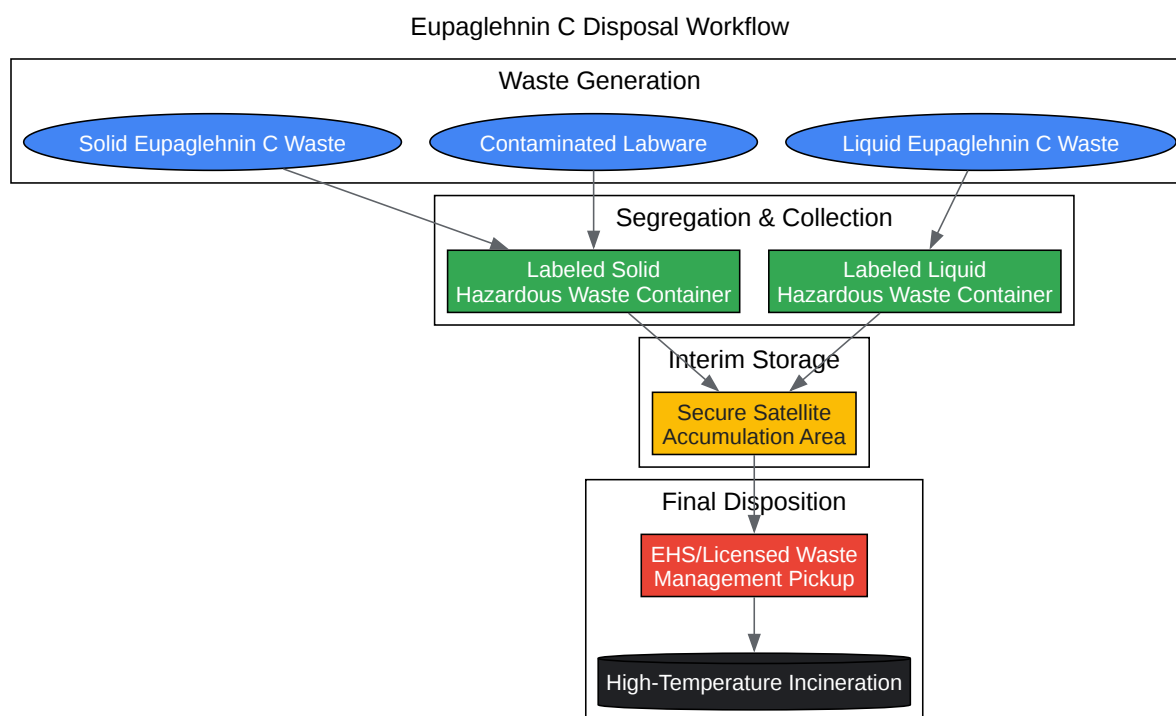 Eupaglehnin C Disposal Workflow
Waste Generation
Solid Eupaglehnin C Waste
Contaminated Labware
Liquid Eupaglehnin C Waste
Segregation & Collection
Labeled Solid
Hazardous Waste Container
Labeled Liquid
Hazardous Waste Container
Interim Storage
Secure Satellite
Accumulation Area
Final Disposition
EHS/Licensed Waste
Management Pickup
High-Temperature Incineration